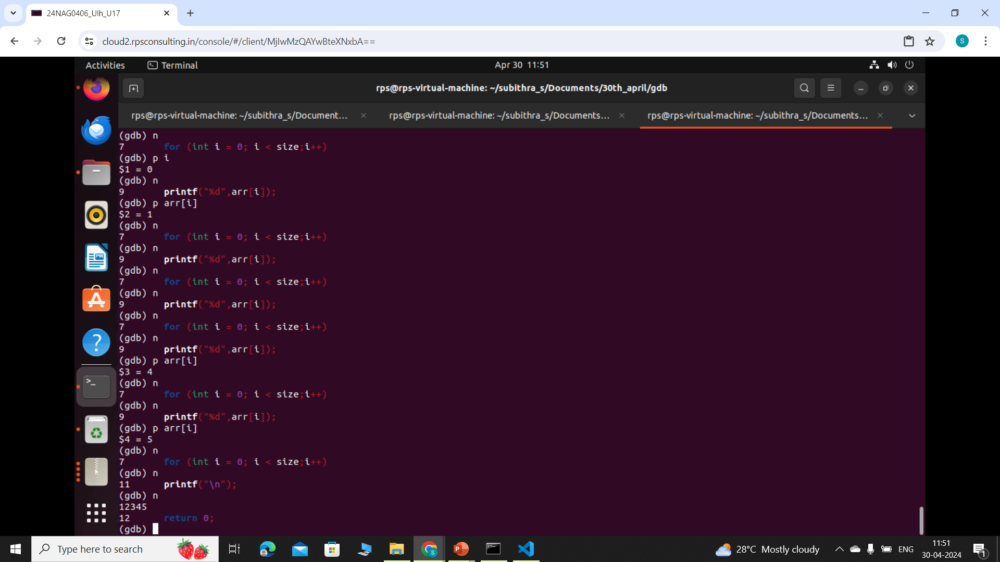 24NAG0406_Ulh_U17
cloud2.rpsconsulting.in/console/#/client/MjIwMzQAYwBteXNxbA==
S
Activities
Terminal
Apr 30 11:51
rps@rps-virtual-machine: ~/subithra_s/Documents/30th_april/gdb
rps@rps-virtual-machine: ~/subithra_s/Document...
rps@rps-virtual-machine: ~/subithra_s/Documents...
rps@rps-virtual-machine: ~/subithra_s/Documents...
(gdb) n
7 for (int i = 0; i < size;i++)
(gdb) p i
$1 = 0
(gdb) n
9 printf("%d",arr[i]);
(gdb) p arr[i]
$2 = 1
(gdb) n
7 for (int i = 0; i < size;i++)
(gdb) n
9 printf("%d",arr[i]);
(gdb) n
7 for (int i = 0; i < size;i++)
(gdb) n
9 printf("%d",arr[i]);
(gdb) n
7 for (int i = 0; i < size;i++)
(gdb) n
9 printf("%d",arr[i]);
(gdb) p arr[i]
$3 = 4
(gdb) n
7 for (int i = 0; i < size;i++)
(gdb) n
9 printf("%d",arr[i]);
(gdb) p arr[i]
$4 = 5
(gdb) n
7 for (int i = 0; i < size;i++)
(gdb) n
11 printf("\n");
(gdb) n
12345
12 return 0;
(gdb)
Type here to search
28°C Mostly cloudy
ENG
11:51
30-04-2024
1